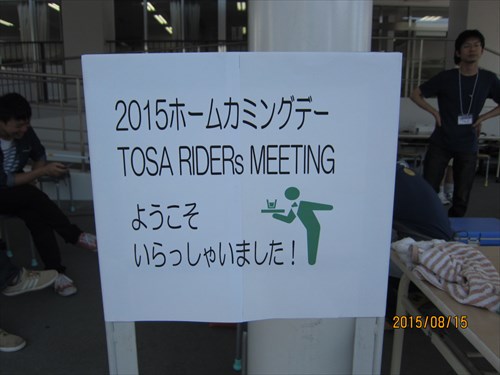 2015ホームカミングデー
TOSA RIDERs MEETING
ようこそ
いらっしゃいました！
2015/08/15